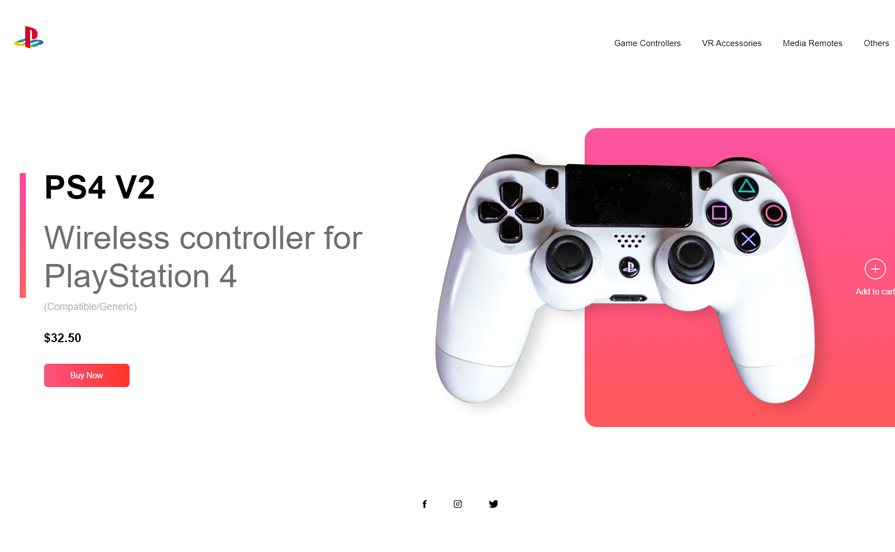 Game Controllers VR Accessories Media Remotes Others
PS4 V2
Wireless controller for
PlayStation 4
(Compatible/Generic)
$32.50
Buy Now
Add to cart